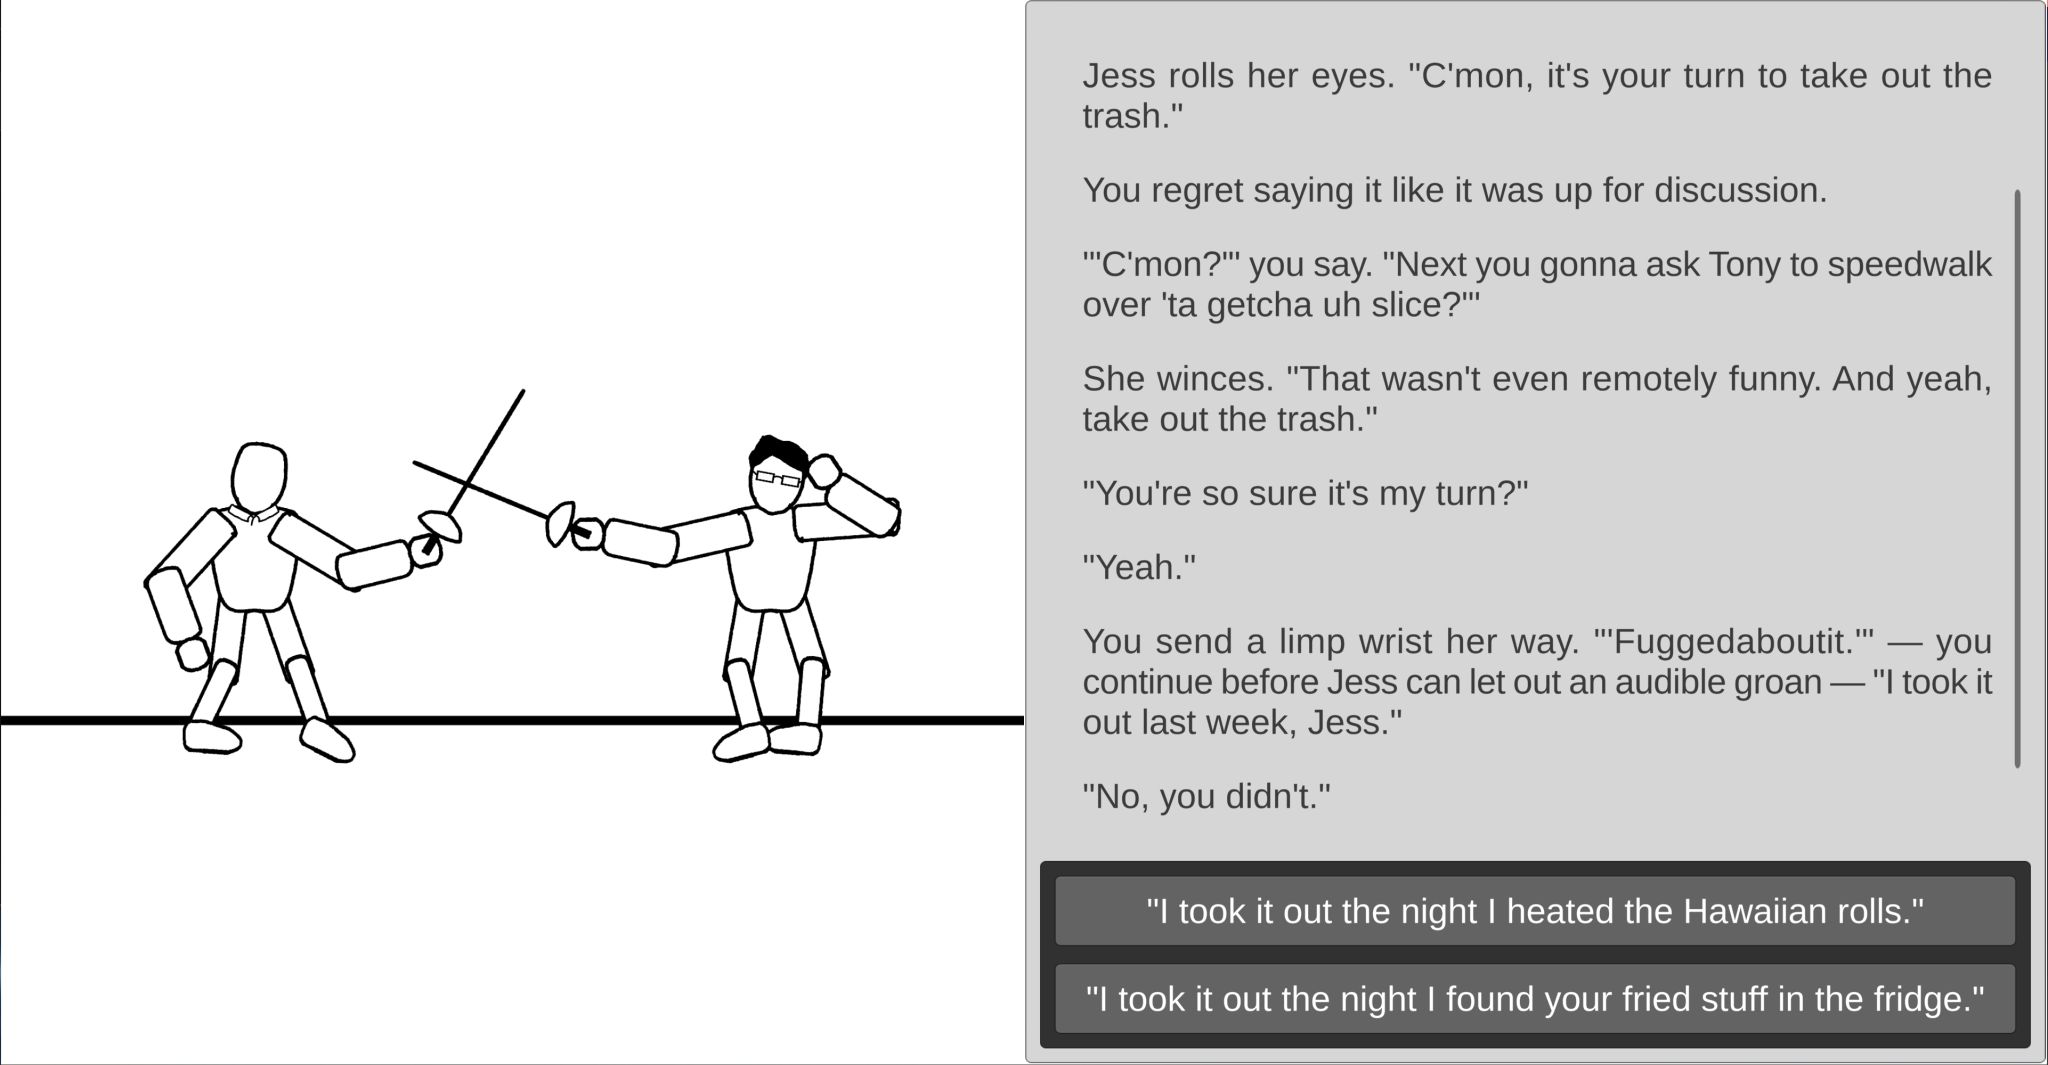 Jess rolls her eyes. "C'mon, it's your turn to take out the
trash."
You regret saying it like it was up for discussion.
"'C'mon?'" you say. "Next you gonna ask Tony to speedwalk
over 'ta getcha uh slice?'"
She winces. "That wasn't even remotely funny. And yeah,
take out the trash."
"You're so sure it's my turn?"
"Yeah."
You send a limp wrist her way. "'Fuggedaboutit.'" — you
continue before Jess can let out an audible groan — "I took it
out last week, Jess."
"No, you didn't."
"I took it out the night I heated the Hawaiian rolls."
"I took it out the night I found your fried stuff in the fridge."